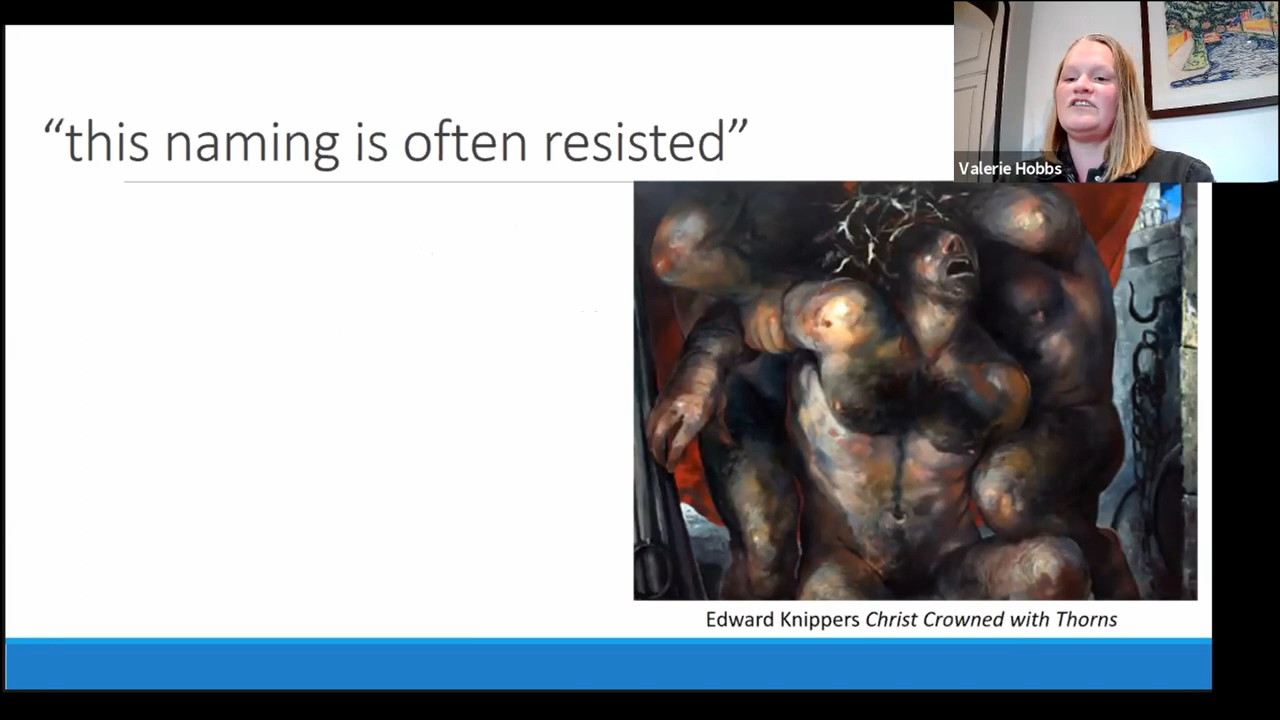 “this naming is often resisted”
Valerie Hobbs
Edward Knippers Christ Crowned with Thorns